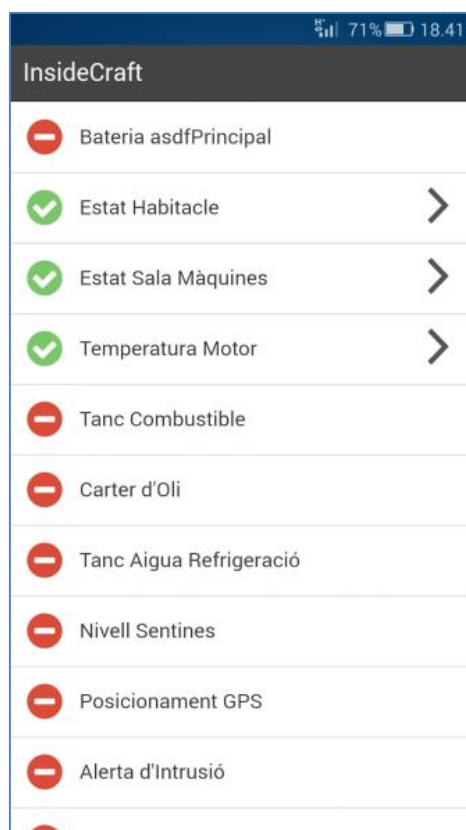 71% 18.41
InsideCraft
Bateria asdfPrincipal
Estat Habitacle
Estat Sala Màquines
Temperatura Motor
Tanc Combustible
Carter d'Oli
Tanc Aigua Refrigeració
Nivell Sentines
Posicionament GPS
Alerta d'Intrusió